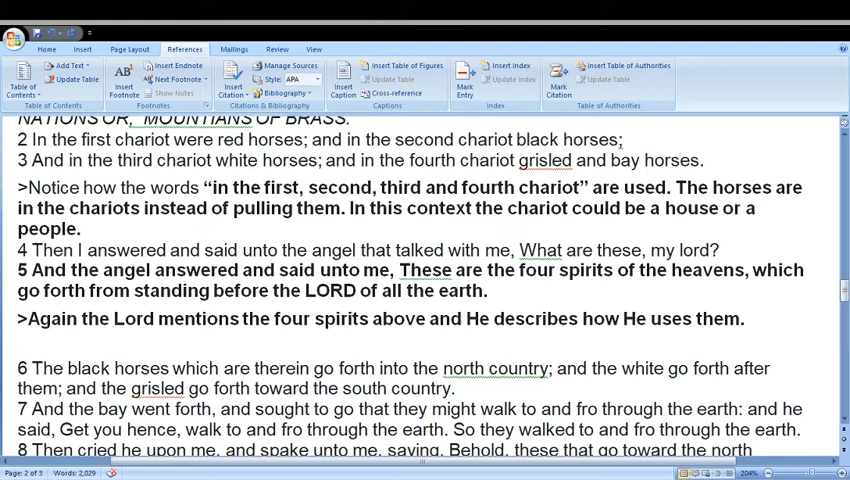 Home Insert Page Layout References Mailings Review View
Table of Contents
Add Text
Update Table
Table of Contents
AB1
Insert Footnote
Insert Endnote
Next Footnote
Show Notes
Footnotes
Insert Citation
Manage Sources
Style: APA
Bibliography
Citations & Bibliography
Insert Caption
Insert Table of Figures
Update Table
Cross-reference
Captions
Mark Entry
Insert Index
Update Index
Index
Mark Citation
Insert Table of Authorities
Update Table
Table of Authorities
NATIONS OR, MOUNTIANS OF BRASS.
2 In the first chariot were red horses; and in the second chariot black horses;
3 And in the third chariot white horses; and in the fourth chariot grisled and bay horses.
>Notice how the words “in the first, second, third and fourth chariot” are used. The horses are
in the chariots instead of pulling them. In this context the chariot could be a house or a
people.
4 Then I answered and said unto the angel that talked with me, What are these, my lord?
5 And the angel answered and said unto me, These are the four spirits of the heavens, which
go forth from standing before the LORD of all the earth.
>Again the Lord mentions the four spirits above and He describes how He uses them.
6 The black horses which are therein go forth into the north country; and the white go forth after
them; and the grisled go forth toward the south country.
7 And the bay went forth, and sought to go that they might walk to and fro through the earth: and he
said, Get you hence, walk to and fro through the earth. So they walked to and fro through the earth.
8 Then cried he upon me, and spake unto me, saying, Behold, these that go toward the north
Page: 2 of 3 Words: 2,029 204%